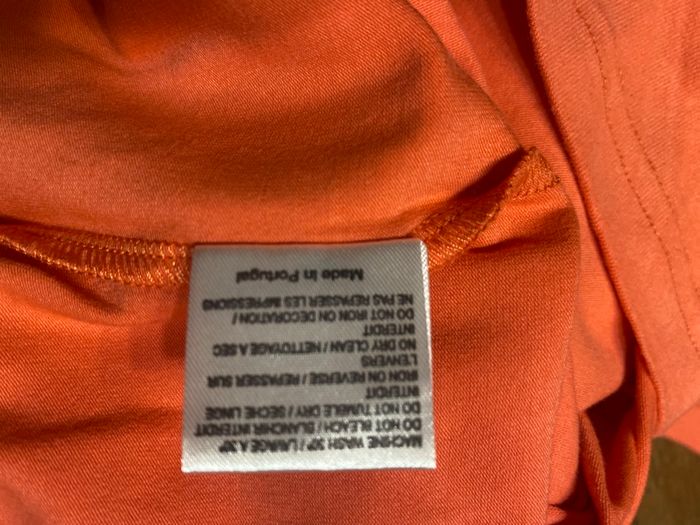 MACHINE WASH 30° / LAVAGE A 30°
DO NOT BLEACH / BLANCHIR INTERDIT
DO NOT TUMBLE DRY / SECHE LINGE
INTERDIT
IRON ON REVERSE / REPASSER SUR
L'ENVERS
NO DRY CLEAN / NETTOYAGE A SEC
INTERDIT
DO NOT IRON ON DECORATION /
NE PAS REPASSER LES IMPRESSIONS
Made in Portugal